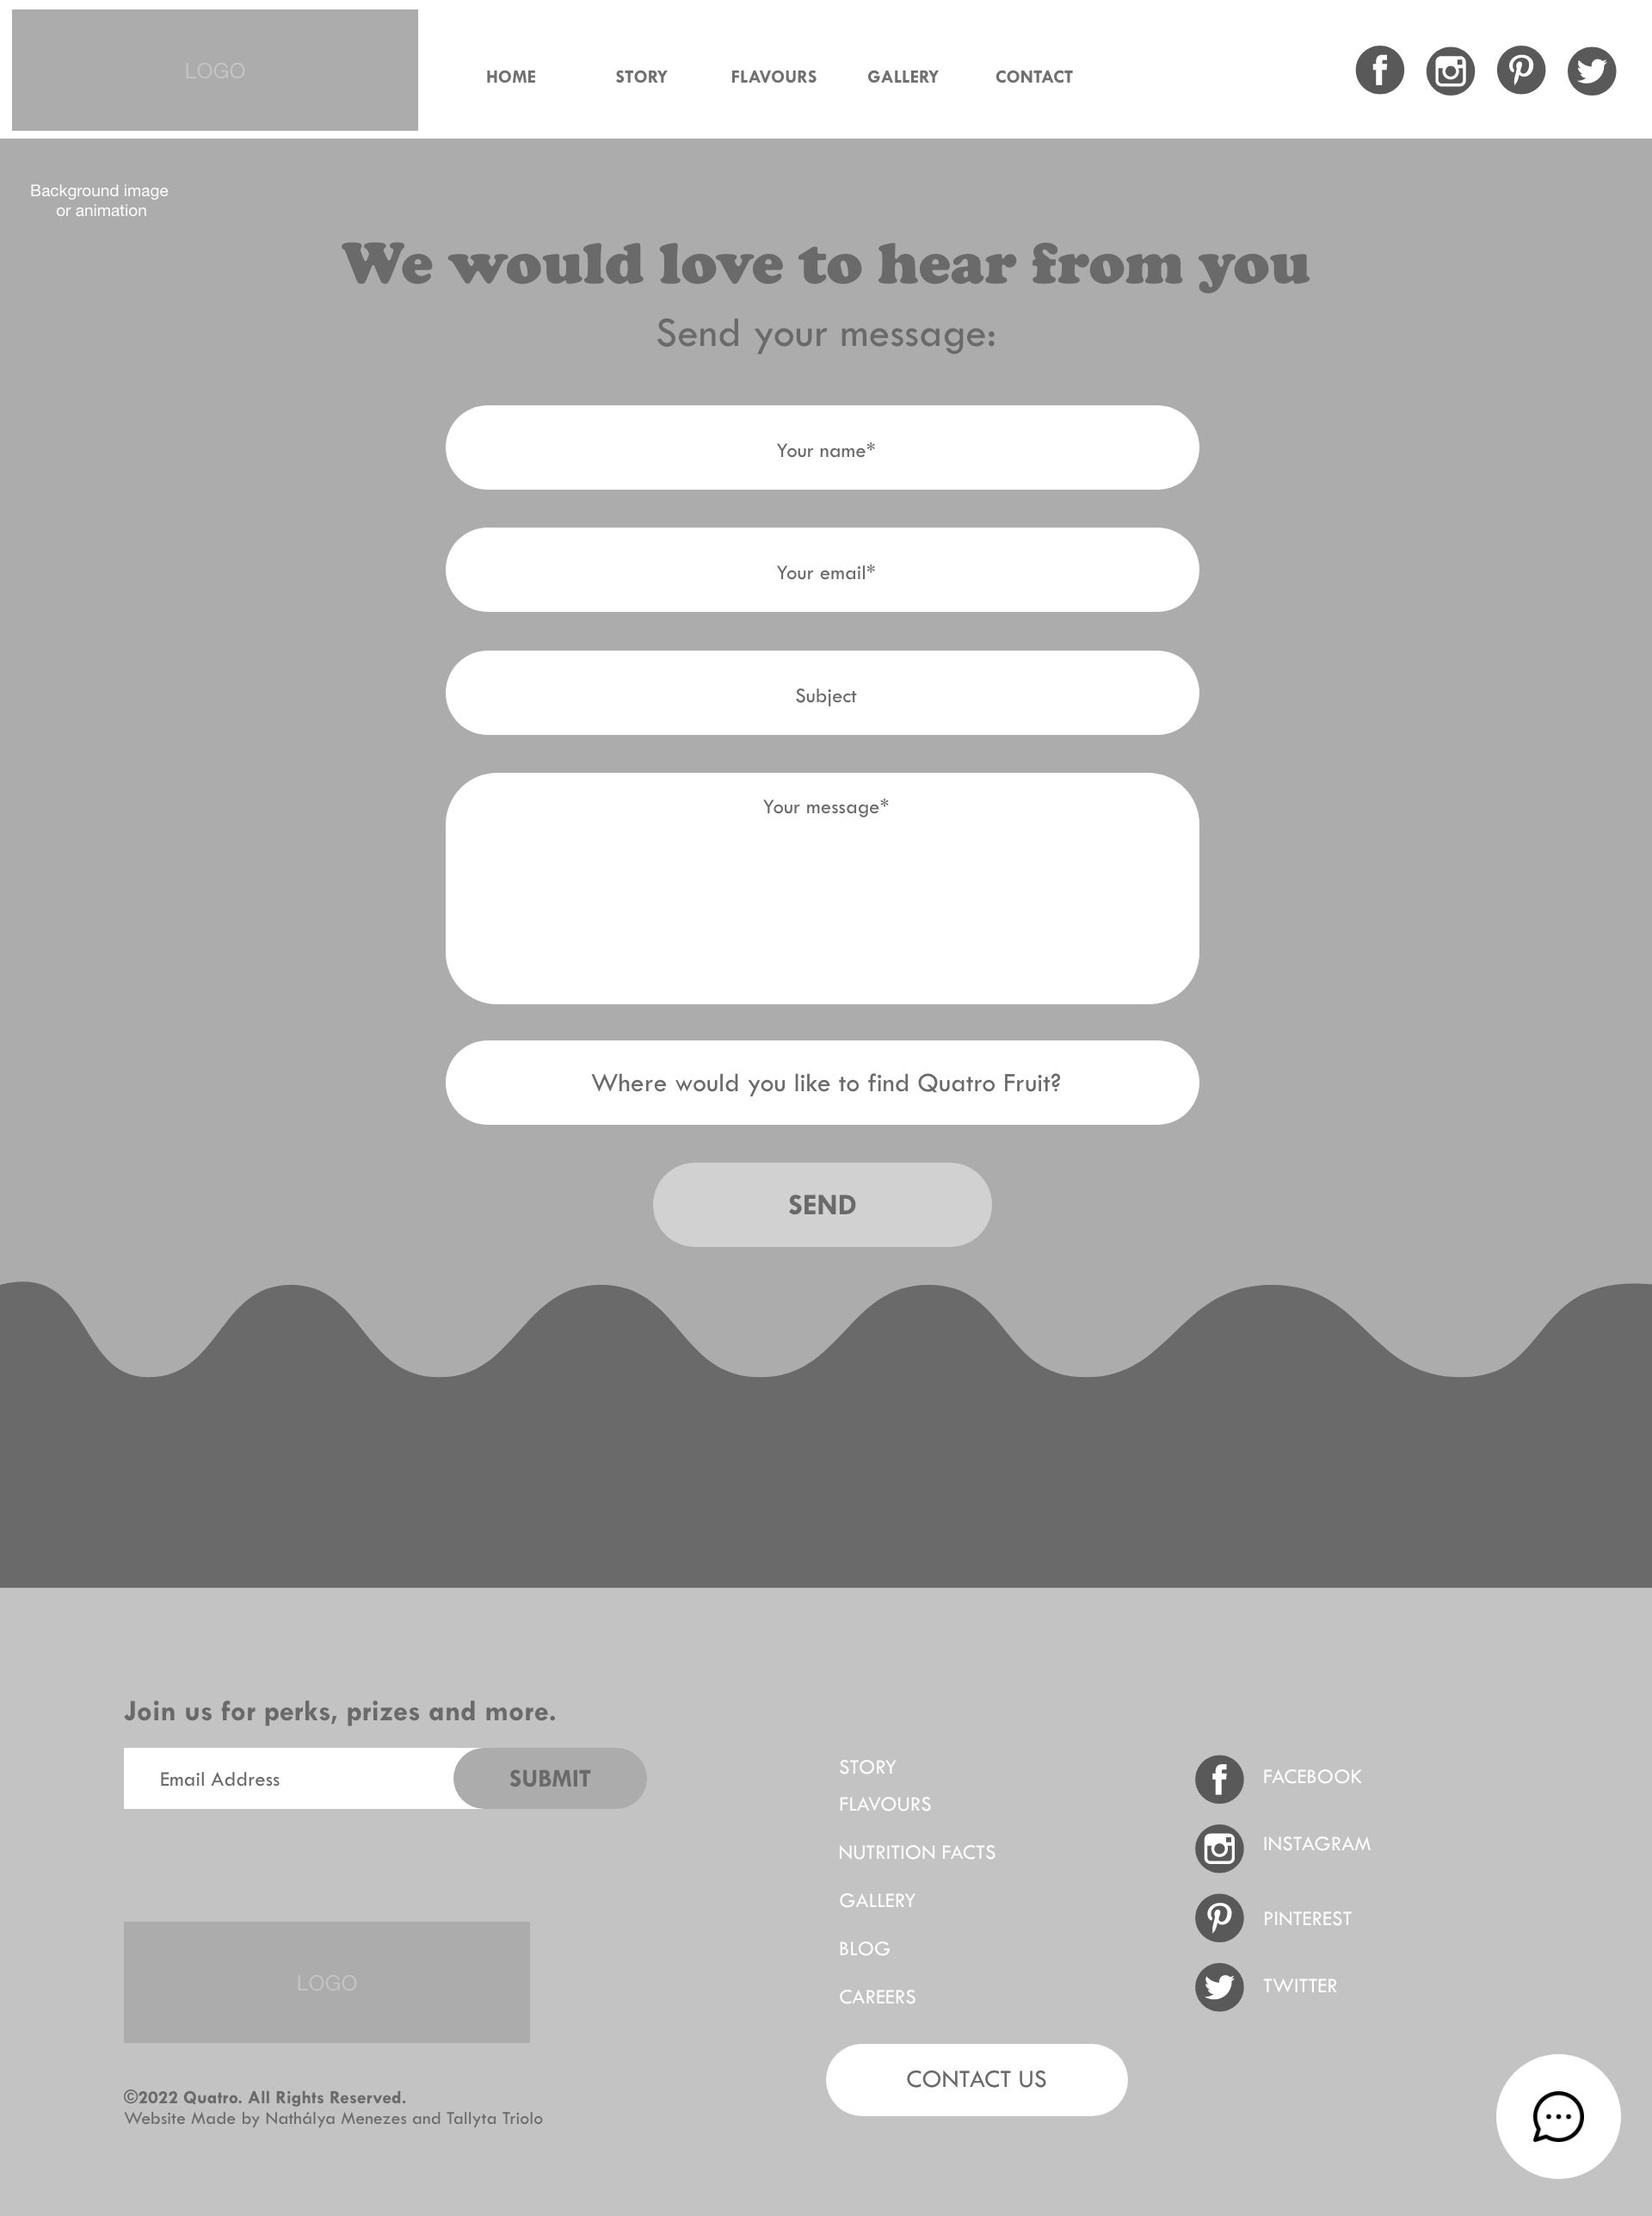 LOGO
HOME STORY FLAVOURS GALLERY CONTACT
Background image
or animation
We would love to hear from you
Send your message:
Your name*
Your email*
Subject
Your message*
Where would you like to find Quatro Fruit?
SEND
Join us for perks, prizes and more.
Email Address
SUBMIT
LOGO
©2022 Quatro. All Rights Reserved.
Website Made by Nathálya Menezes and Tallyta Triolo
STORY
FLAVOURS
NUTRITION FACTS
GALLERY
BLOG
CAREERS
CONTACT US
FACEBOOK
INSTAGRAM
PINTEREST
TWITTER